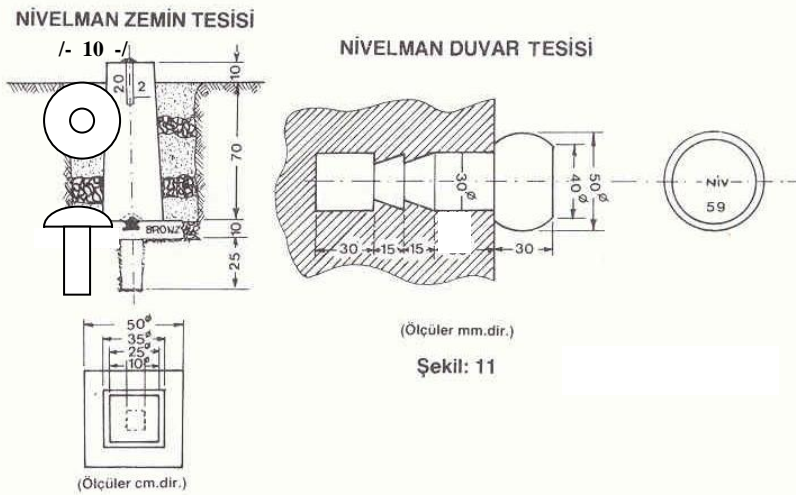 NİVELMAN ZEMİN TESİSİ
/- 10 -/
10
20
2
70
BRONZ
10
25
50ø
35ø
25ø
10ø
(Ölçüler cm.dir.)
NİVELMAN DUVAR TESİSİ
30ø
40ø
50ø
30
15
15
30
NİV
59
(Ölçüler mm.dir.)
Şekil: 11